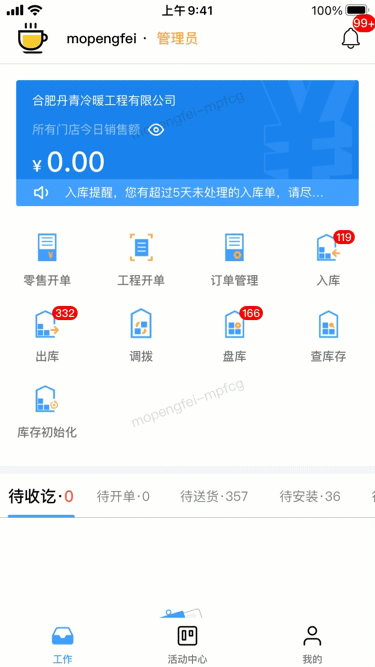 上午 9:41
100%
mopengfei · 管理员
99+
合肥丹青冷暖工程有限公司
所有门店今日销售额
¥ 0.00
入库提醒，您有超过5天未处理的入库单，请尽...
mopengfei-mpfcg
零售开单
工程开单
订单管理
119
入库
332
出库
调拨
166
盘库
查库存
库存初始化
mopengfei-mpfcg
待收讫·0
待开单·0
待送货·357
待安装·36
工作
活动中心
我的